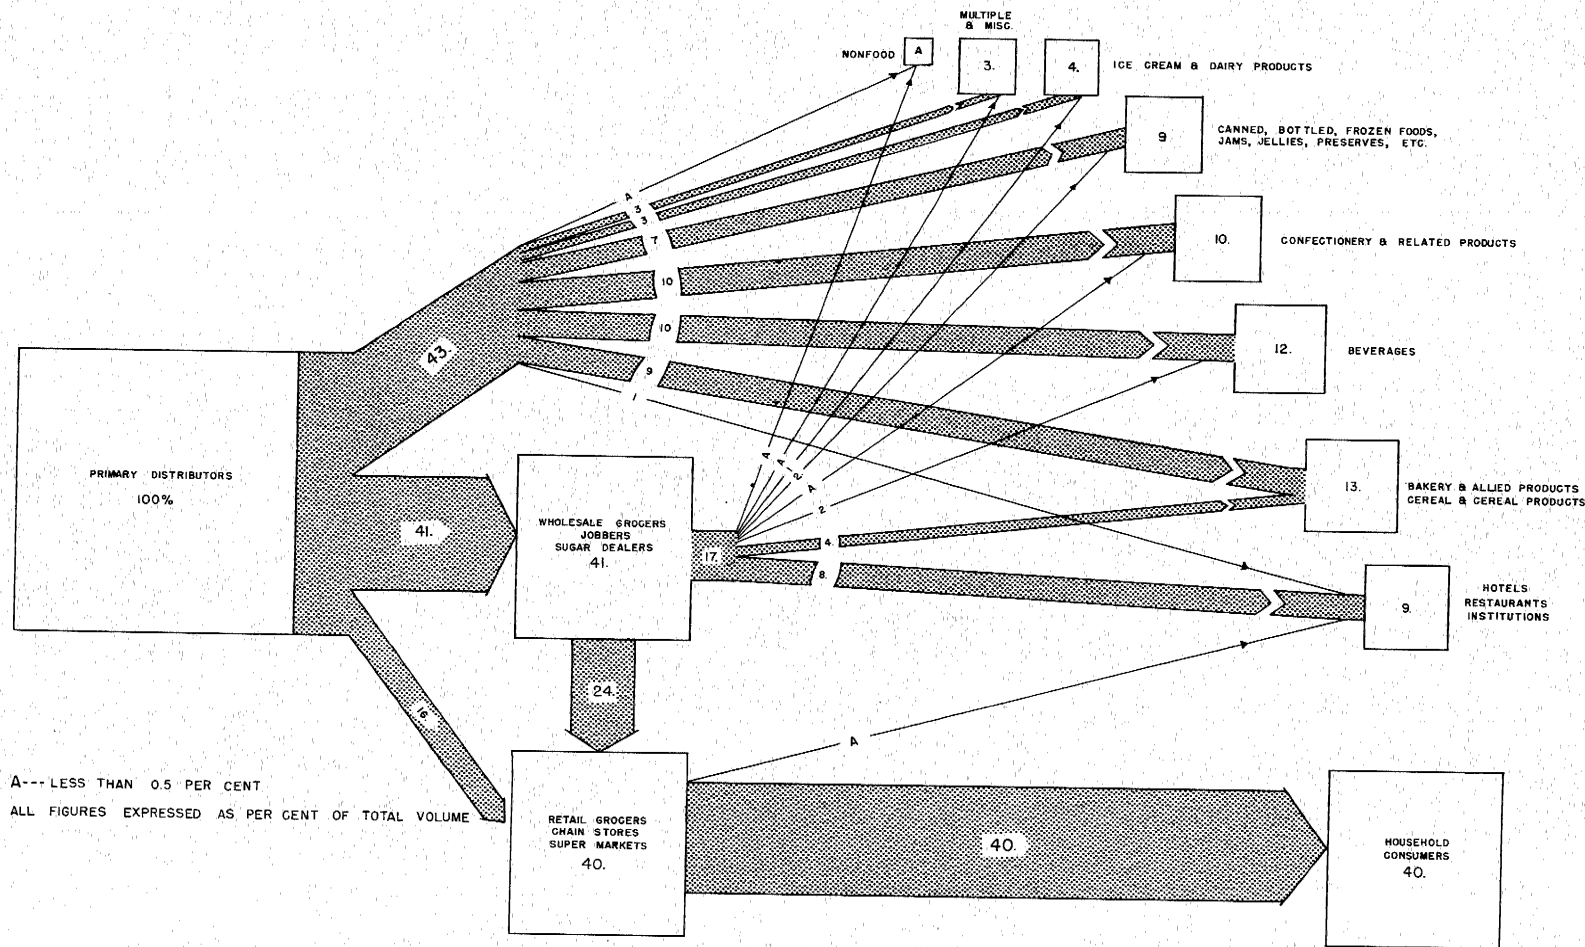 MULTIPLE
& MISC.
NONFOOD
A
3.
4.
ICE CREAM & DAIRY PRODUCTS
9
CANNED, BOTTLED, FROZEN FOODS,
JAMS, JELLIES, PRESERVES, ETC.
A
3
3
7
10.
CONFECTIONERY & RELATED PRODUCTS
10
10
12.
BEVERAGES
43.
9
1
PRIMARY DISTRIBUTORS
100%
A
A
2
A
2
13.
BAKERY & ALLIED PRODUCTS
CEREAL & CEREAL PRODUCTS
41.
WHOLESALE GROCERS
JOBBERS
SUGAR DEALERS
41.
17.
4.
8.
9.
HOTELS
RESTAURANTS
INSTITUTIONS
24.
16
A
A--- LESS THAN 0.5 PER CENT
ALL FIGURES EXPRESSED AS PER CENT OF TOTAL VOLUME
RETAIL GROCERS
CHAIN STORES
SUPER MARKETS
40.
40.
HOUSEHOLD
CONSUMERS
40.